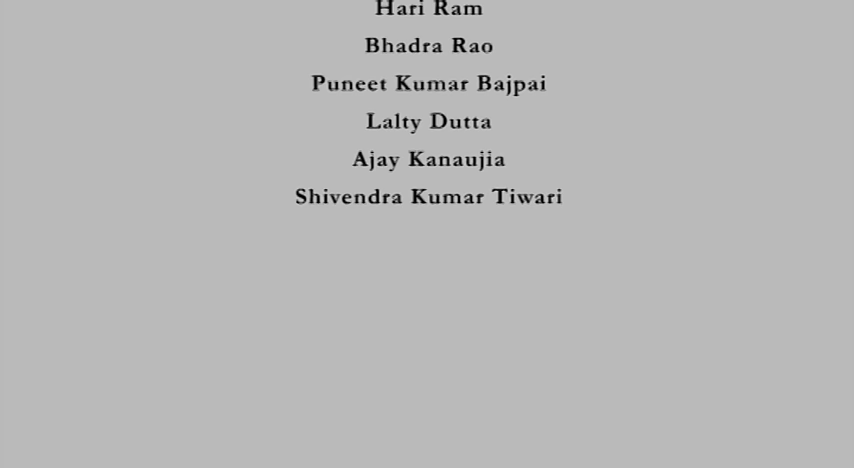 Hari Ram
Bhadra Rao
Puneet Kumar Bajpai
Lalty Dutta
Ajay Kanaujia
Shivendra Kumar Tiwari